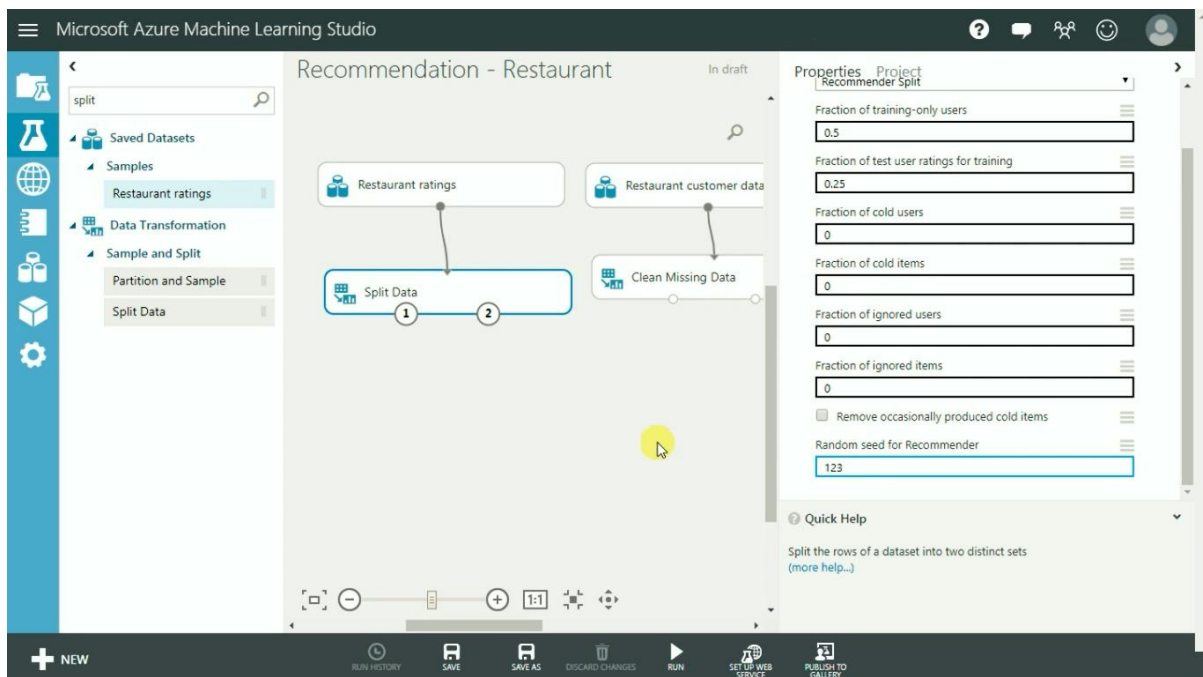 Microsoft Azure Machine Learning Studio
split
Saved Datasets
Samples
Restaurant ratings
Data Transformation
Sample and Split
Partition and Sample
Split Data
Recommendation - Restaurant
In draft
Restaurant ratings
Restaurant customer data
Split Data
1
2
Clean Missing Data
1:1
Properties Project
Recommender Split
Fraction of training-only users
0.5
Fraction of test user ratings for training
0.25
Fraction of cold users
0
Fraction of cold items
0
Fraction of ignored users
0
Fraction of ignored items
0
Remove occasionally produced cold items
Random seed for Recommender
123
Quick Help
Split the rows of a dataset into two distinct sets
(more help...)
NEW
RUN HISTORY
SAVE
SAVE AS
DISCARD CHANGES
RUN
SET UP WEB
SERVICE
PUBLISH TO
GALLERY